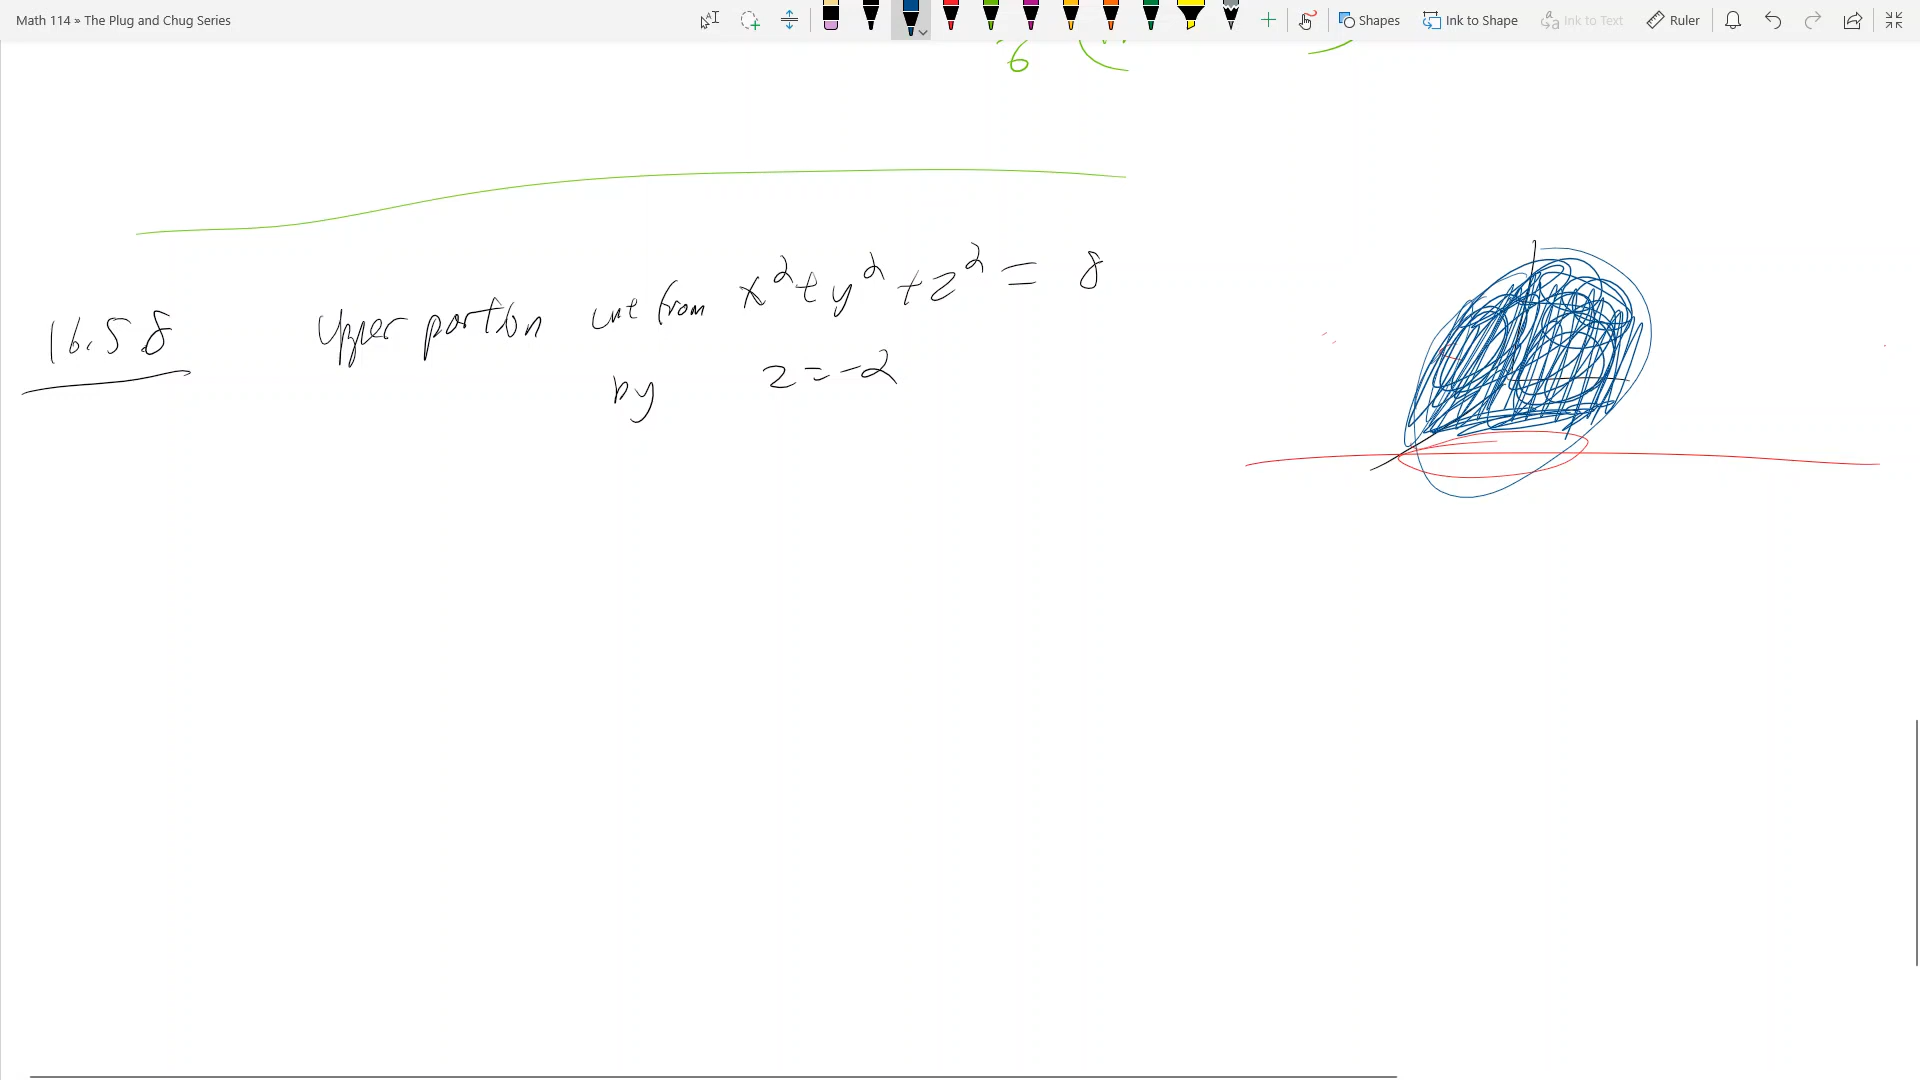 Math 114 » The Plug and Chug Series
Shapes
Ink to Shape
Ink to Text
Ruler
6
16.5.8
Upper portion cut from x² + y² + z² = 8
by z = -2